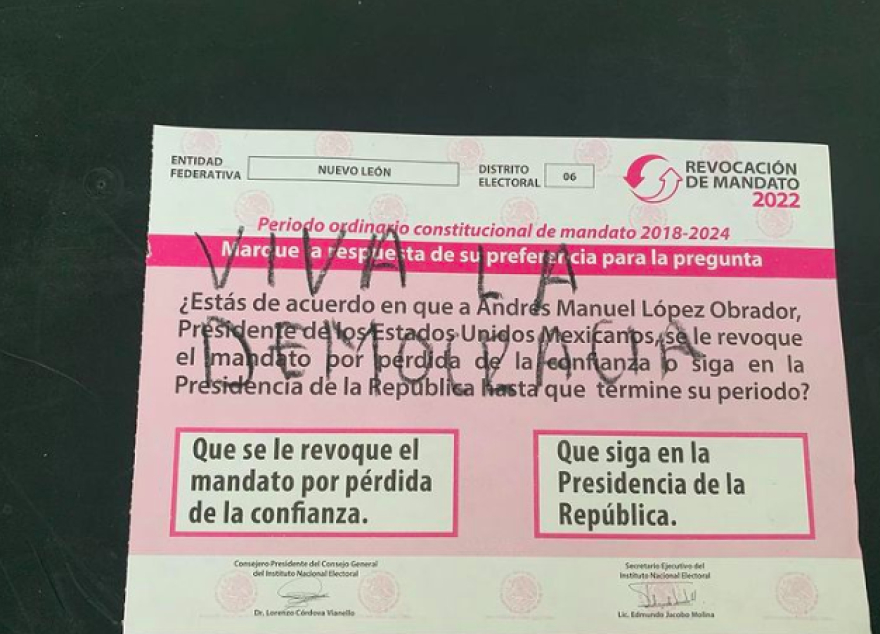 ENTIDAD
FEDERATIVA
NUEVO LEÓN
DISTRITO
ELECTORAL
06
REVOCACIÓN
DE MANDATO
2022
Periodo ordinario constitucional de mandato 2018-2024
Marque la respuesta de su preferencia para la pregunta
VIVA LA
DEMOCRACIA
¿Estás de acuerdo en que a Andrés Manuel López Obrador,
Presidente de los Estados Unidos Mexicanos, se le revoque
el mandato por pérdida de la confianza o siga en la
Presidencia de la República hasta que termine su periodo?
Que se le revoque el
mandato por pérdida
de la confianza.
Que siga en la
Presidencia de la
República.
Consejero Presidente del Consejo General
del Instituto Nacional Electoral
Dr. Lorenzo Córdova Vianello
Secretario Ejecutivo del
Instituto Nacional Electoral
Lic. Edmundo Jacobo Molina